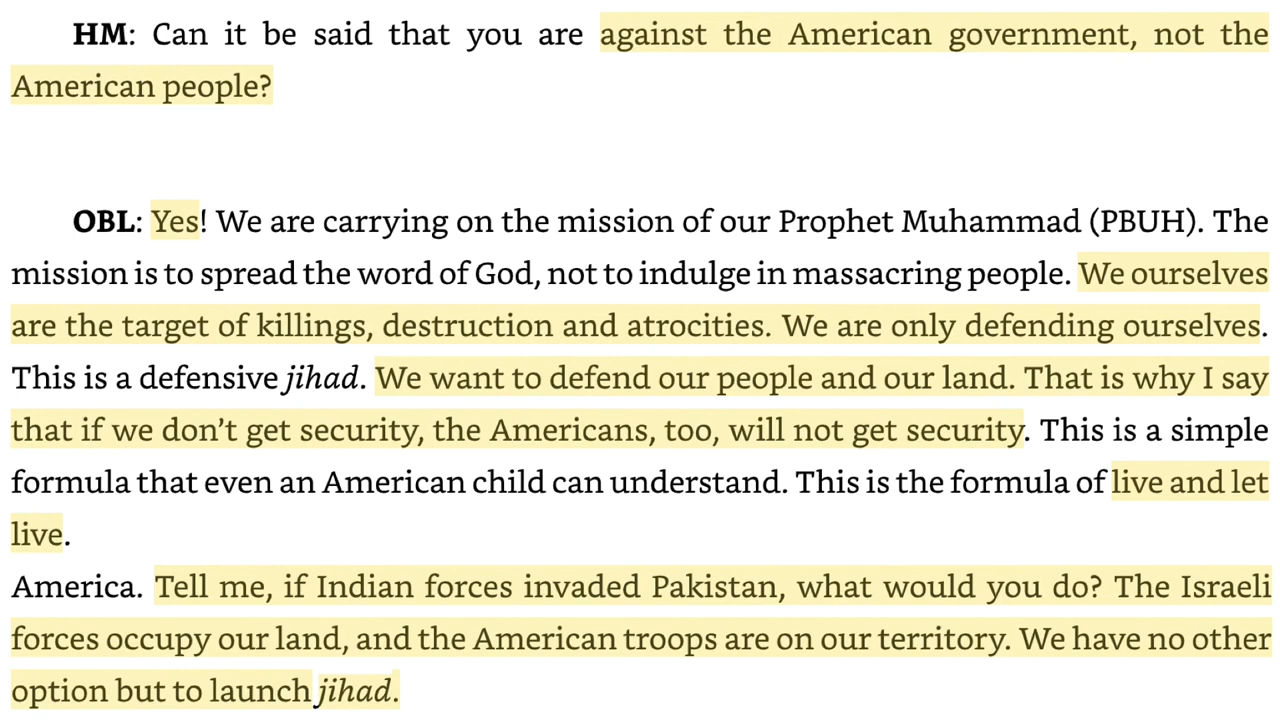 HM: Can it be said that you are against the American government, not the
American people?
OBL: Yes! We are carrying on the mission of our Prophet Muhammad (PBUH). The
mission is to spread the word of God, not to indulge in massacring people. We ourselves
are the target of killings, destruction and atrocities. We are only defending ourselves.
This is a defensive jihad. We want to defend our people and our land. That is why I say
that if we don’t get security, the Americans, too, will not get security. This is a simple
formula that even an American child can understand. This is the formula of live and let
live.
America. Tell me, if Indian forces invaded Pakistan, what would you do? The Israeli
forces occupy our land, and the American troops are on our territory. We have no other
option but to launch jihad.